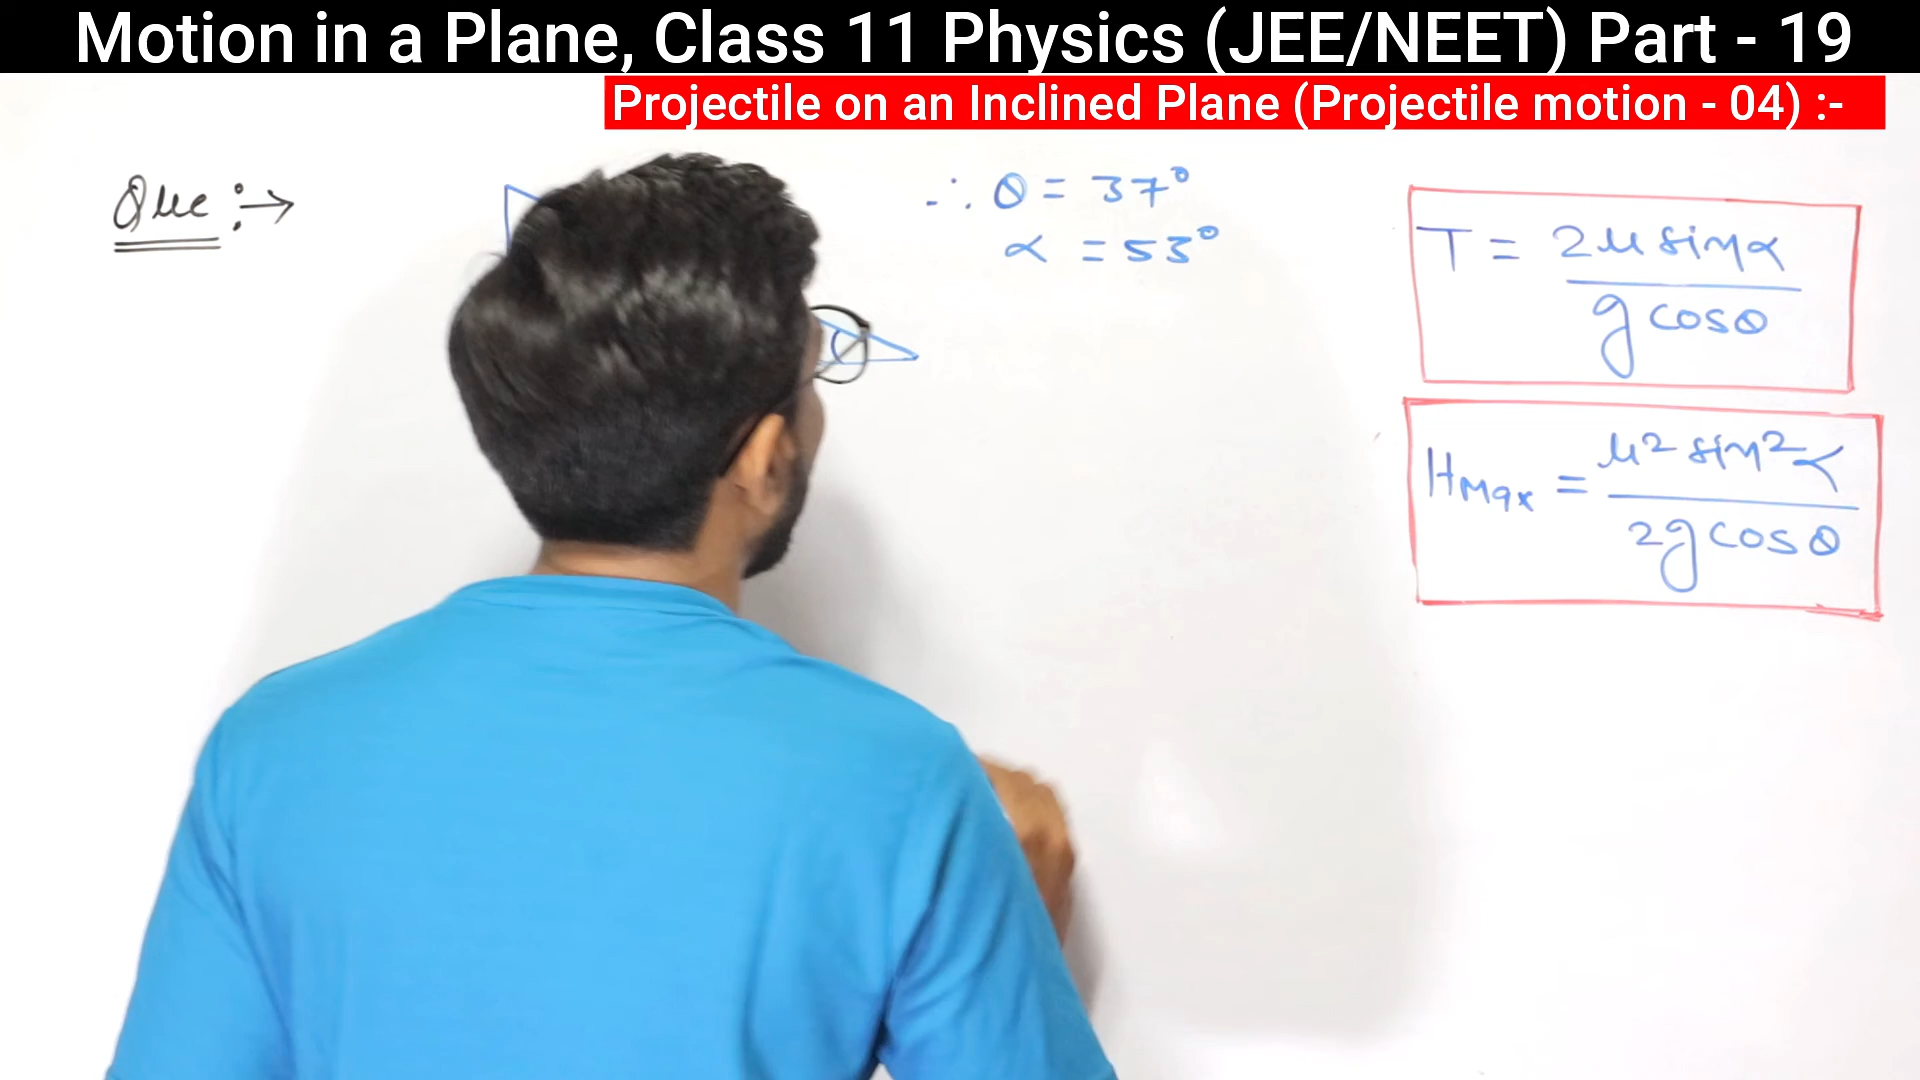 Motion in a Plane, Class 11 Physics (JEE/NEET) Part - 19
Projectile on an Inclined Plane (Projectile motion - 04) :-
Que :→
∴ θ = 37°
α = 53°
T = 2u sinα / g cosθ
HMax = u² sin²α / 2g cosθ